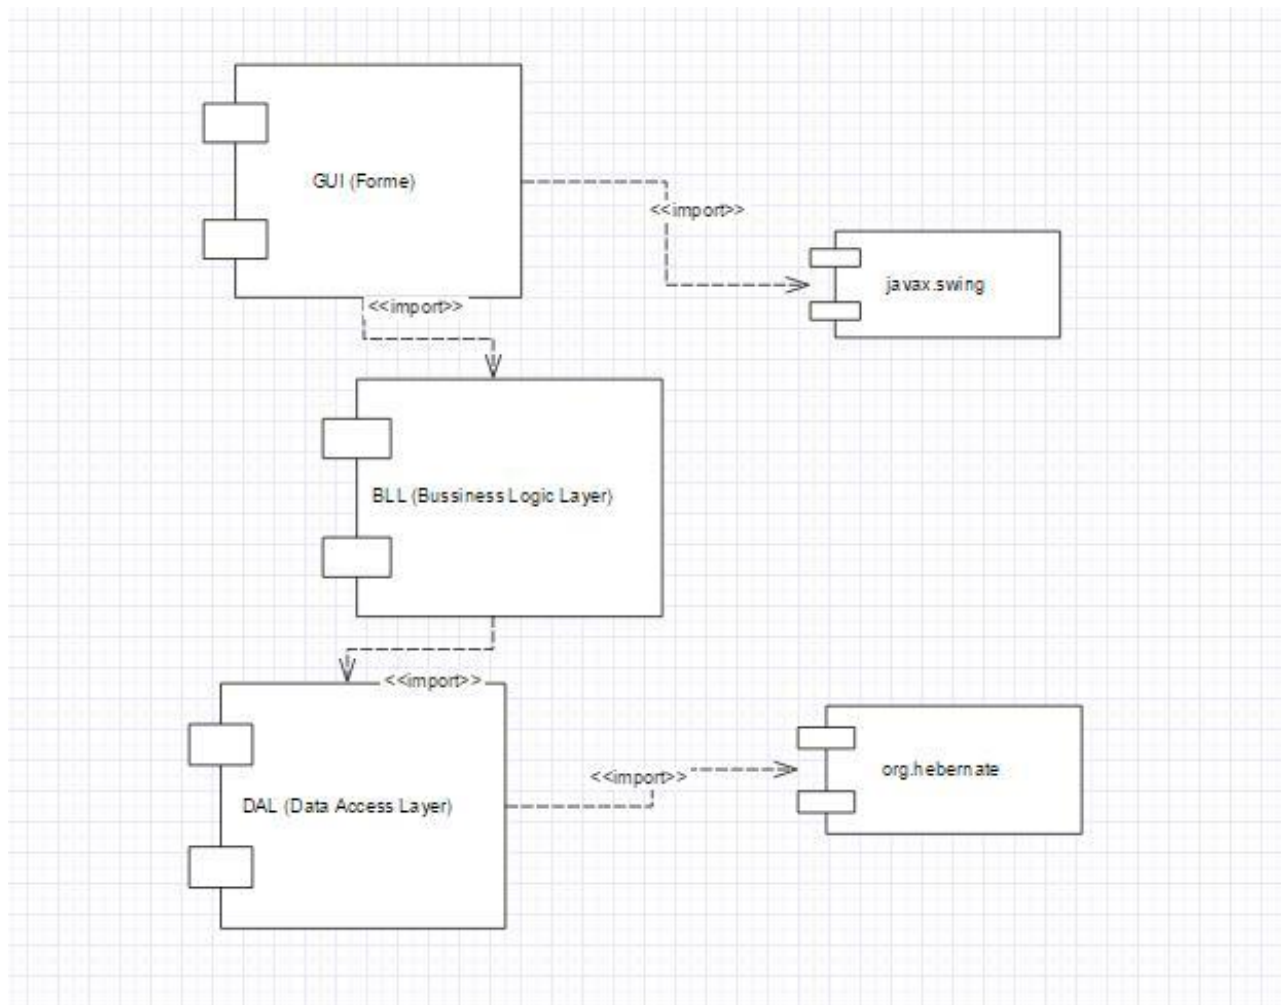 GUI (Forme)
<<import>>
javax.swing
<<import>>
BLL (Bussiness Logic Layer)
<<import>>
org.hebernate
<<import>>
DAL (Data Access Layer)